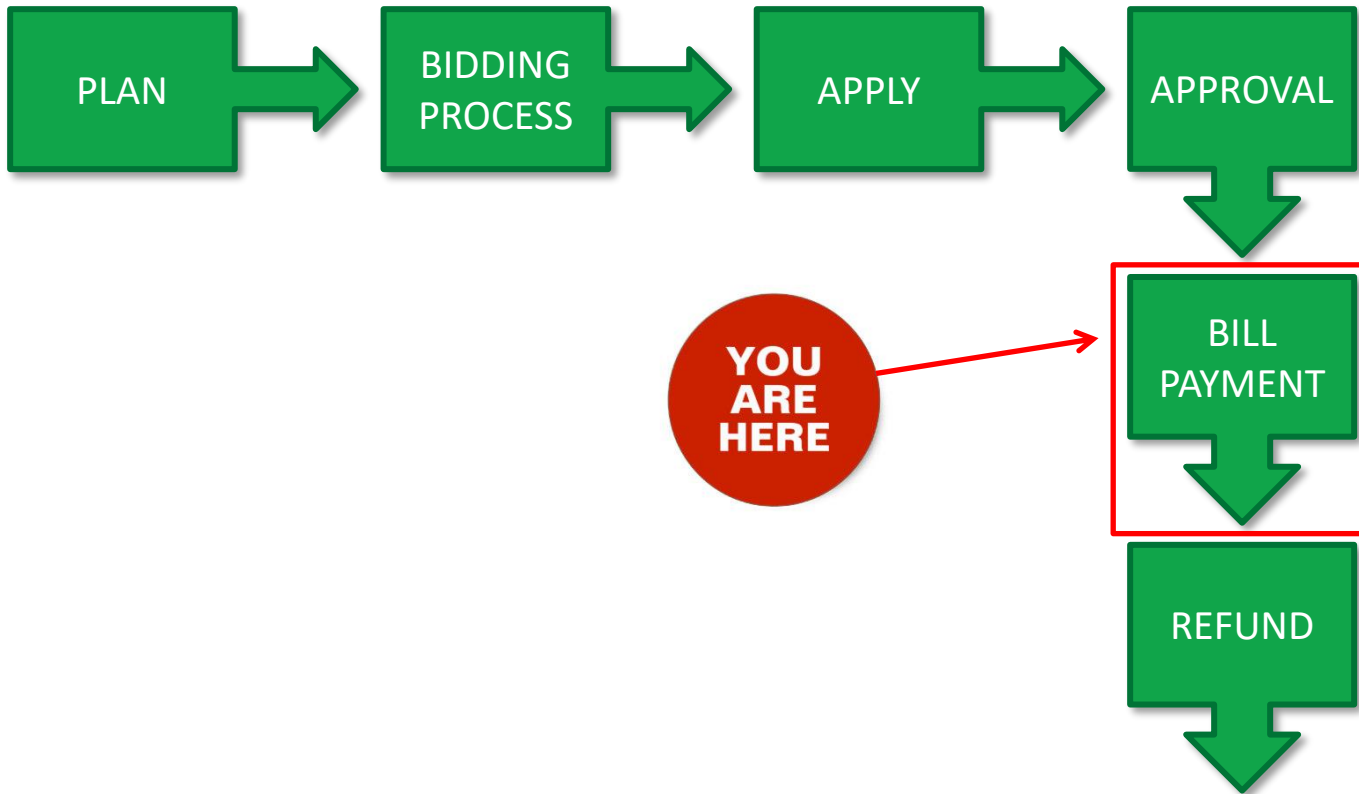 PLAN
BIDDING
PROCESS
APPLY
APPROVAL
YOU
ARE
HERE
BILL
PAYMENT
REFUND